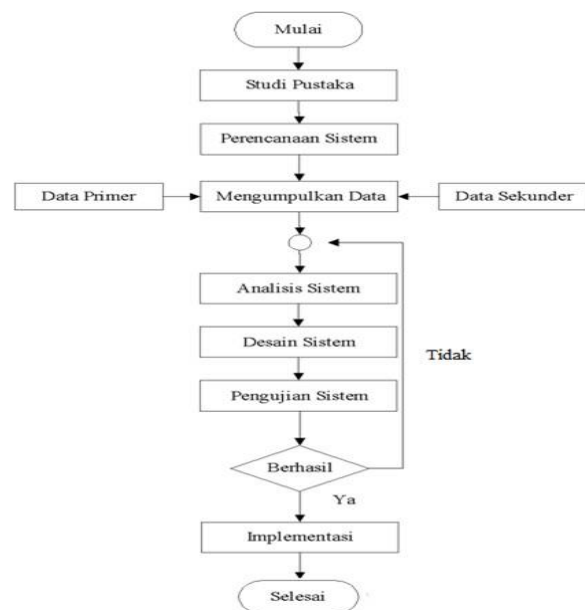 Mulai
Studi Pustaka
Perencanaan Sistem
Data Primer
Mengumpulkan Data
Data Sekunder
Analisis Sistem
Desain Sistem
Tidak
Pengujian Sistem
Berhasil
Ya
Implementasi
Selesai